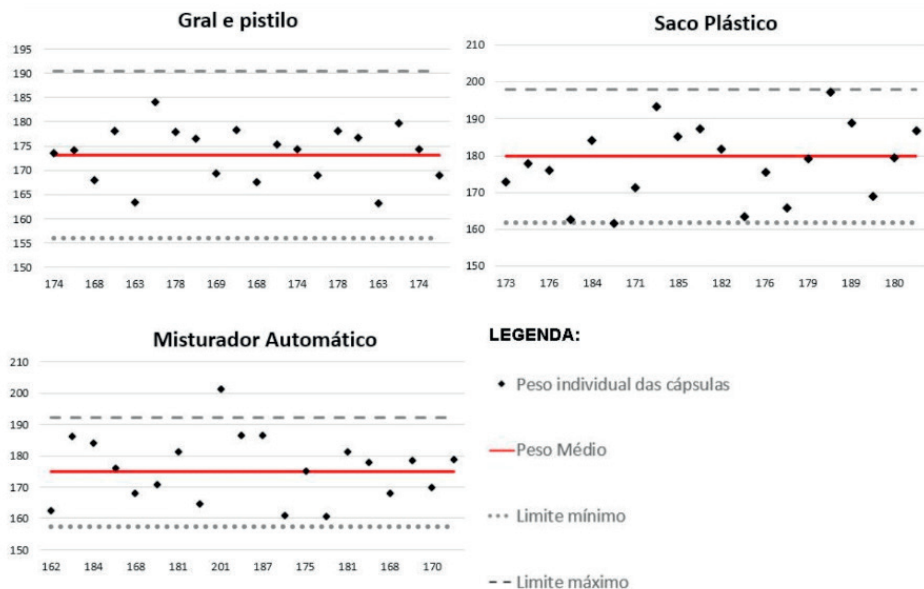 Gral e pistilo
195
190
185
180
175
170
165
160
155
150
174 168 163 178 169 168 174 178 163 174
Saco Plástico
210
200
190
180
170
160
150
173 176 184 171 185 182 176 179 189 180
Misturador Automático
210
200
190
180
170
160
150
162 184 168 181 201 187 175 181 168 170
LEGENDA:
Peso individual das cápsulas
Peso Médio
Limite mínimo
Limite máximo